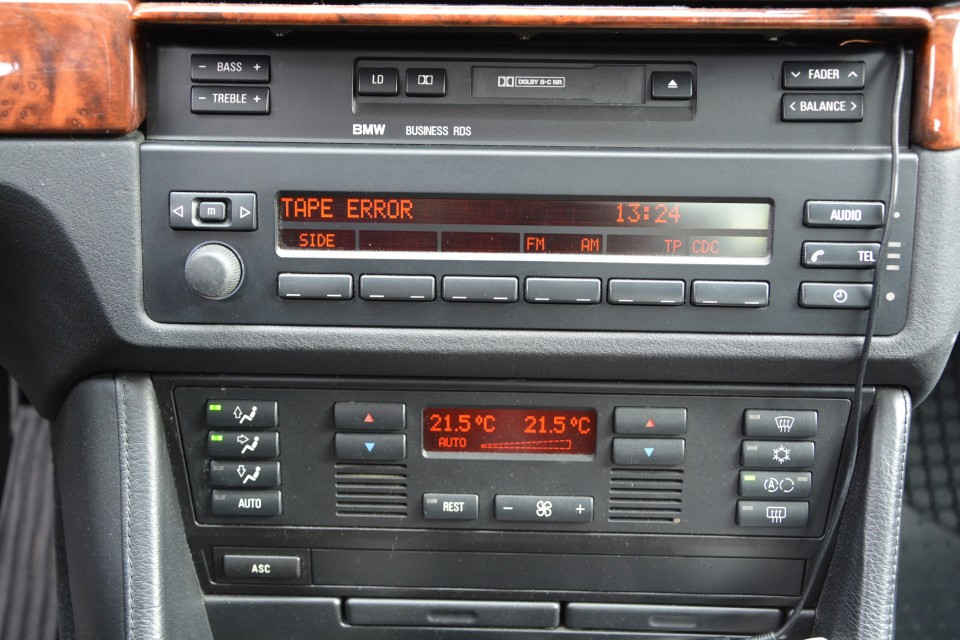 - BASS +
- TREBLE +
LD
DOLBY B-C NR
FADER
BALANCE
BMW BUSINESS RDS
m
TAPE ERROR 13:24
SIDE FM AM TP CDC
AUDIO
TEL
21.5°C 21.5°C
AUTO
A
AUTO
REST
- +
ASC